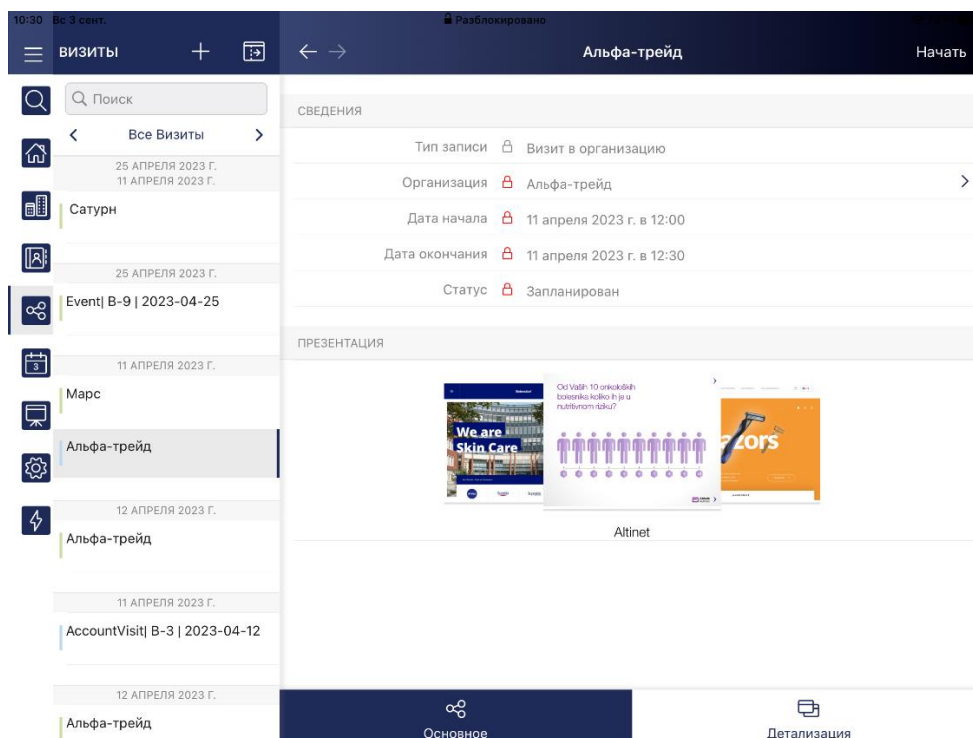 10:30 Вс 3 сент.
Разблокировано
ВИЗИТЫ
Альфа-трейд
Начать
Поиск
Все Визиты
25 АПРЕЛЯ 2023 Г.
11 АПРЕЛЯ 2023 Г.
Сатурн
25 АПРЕЛЯ 2023 Г.
Event| В-9 | 2023-04-25
11 АПРЕЛЯ 2023 Г.
Марс
Альфа-трейд
12 АПРЕЛЯ 2023 Г.
Альфа-трейд
11 АПРЕЛЯ 2023 Г.
AccountVisit| В-3 | 2023-04-12
12 АПРЕЛЯ 2023 Г.
Альфа-трейд
3
СВЕДЕНИЯ
Тип записи Визит в организацию
Организация Альфа-трейд
Дата начала 11 апреля 2023 г. в 12:00
Дата окончания 11 апреля 2023 г. в 12:30
Статус Запланирован
ПРЕЗЕНТАЦИЯ
We are
Skin Care
Od Vaših 10 onkoloških
bolesnika koliko ih je u
nutritivnom riziku?
azors
Altinet
Основное
Детализация